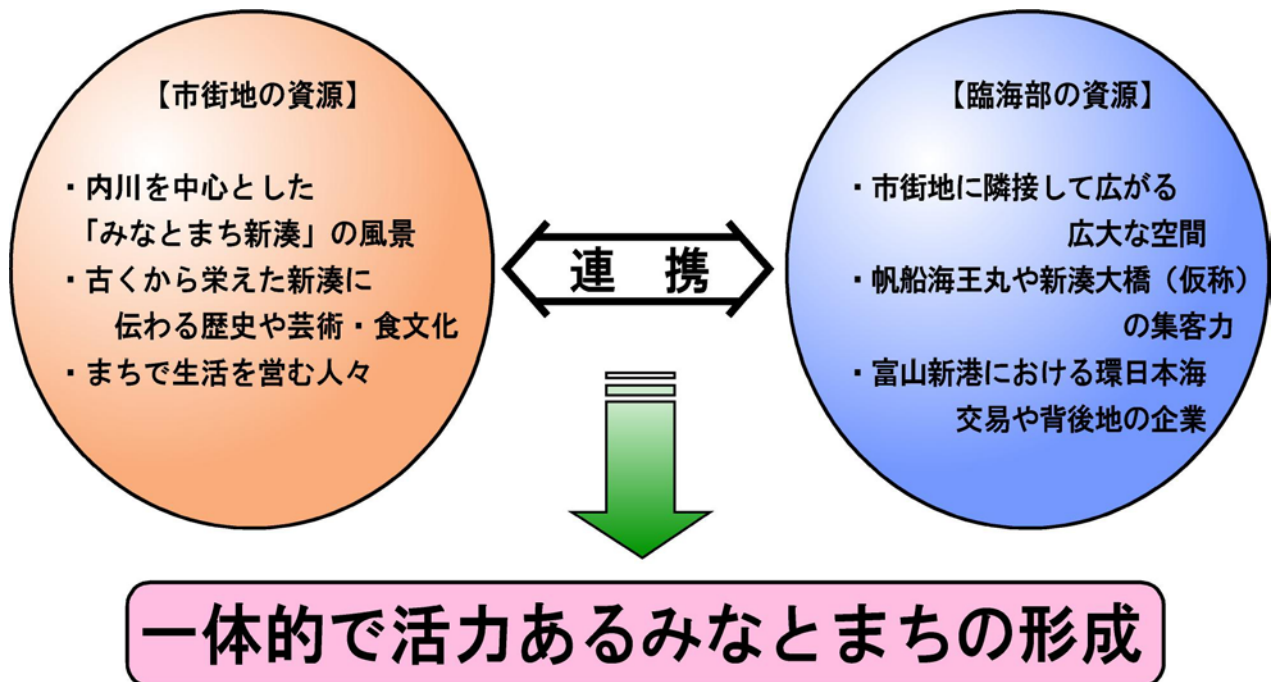 【市街地の資源】
・内川を中心とした
「みなとまち新湊」の風景
・古くから栄えた新湊に
伝わる歴史や芸術・食文化
・まちで生活を営む人々
連 携
【臨海部の資源】
・市街地に隣接して広がる
広大な空間
・帆船海王丸や新湊大橋(仮称)
の集客力
・富山新港における環日本海
交易や背後地の企業
一体的で活力あるみなとまちの形成